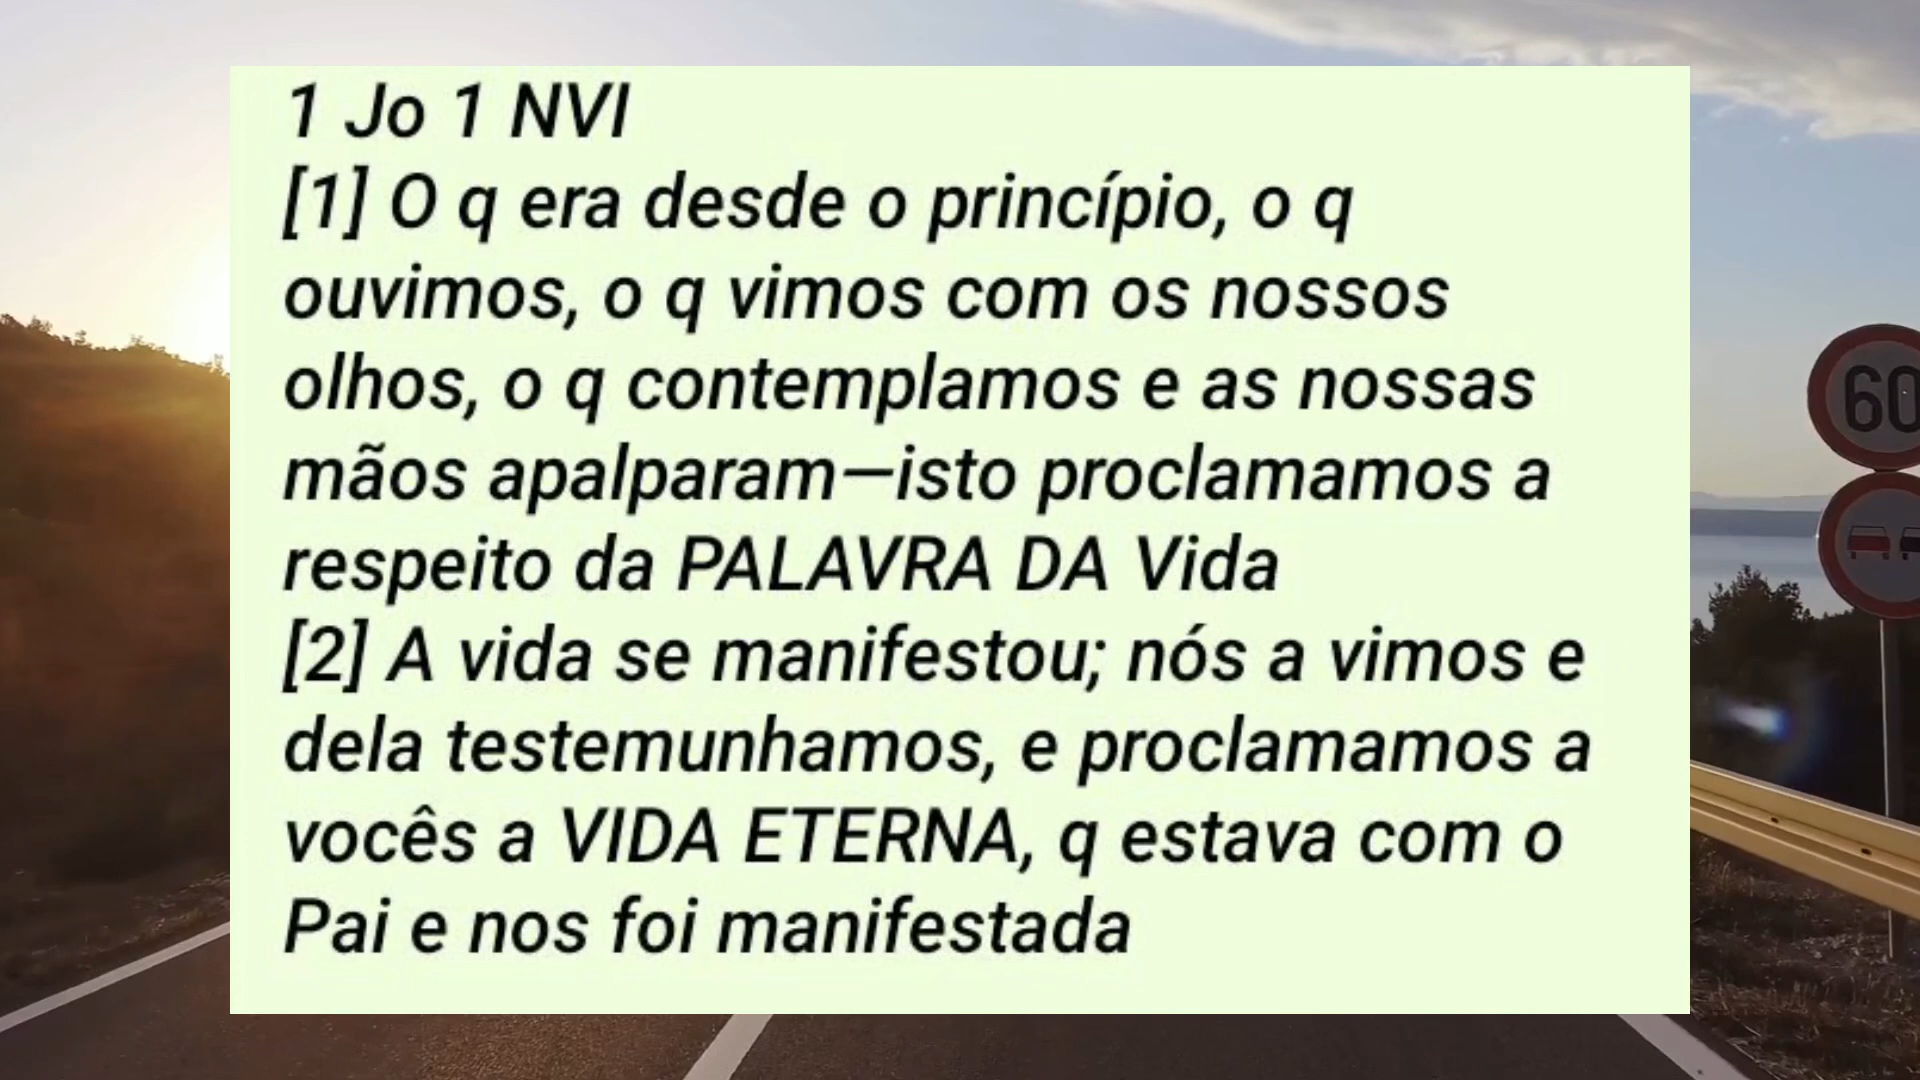 1 Jo 1 NVI
[1] O q era desde o princípio, o q
ouvimos, o q vimos com os nossos
olhos, o q contemplamos e as nossas
mãos apalparam—isto proclamamos a
respeito da PALAVRA DA Vida
[2] A vida se manifestou; nós a vimos e
dela testemunhamos, e proclamamos a
vocês a VIDA ETERNA, q estava com o
Pai e nos foi manifestada
60